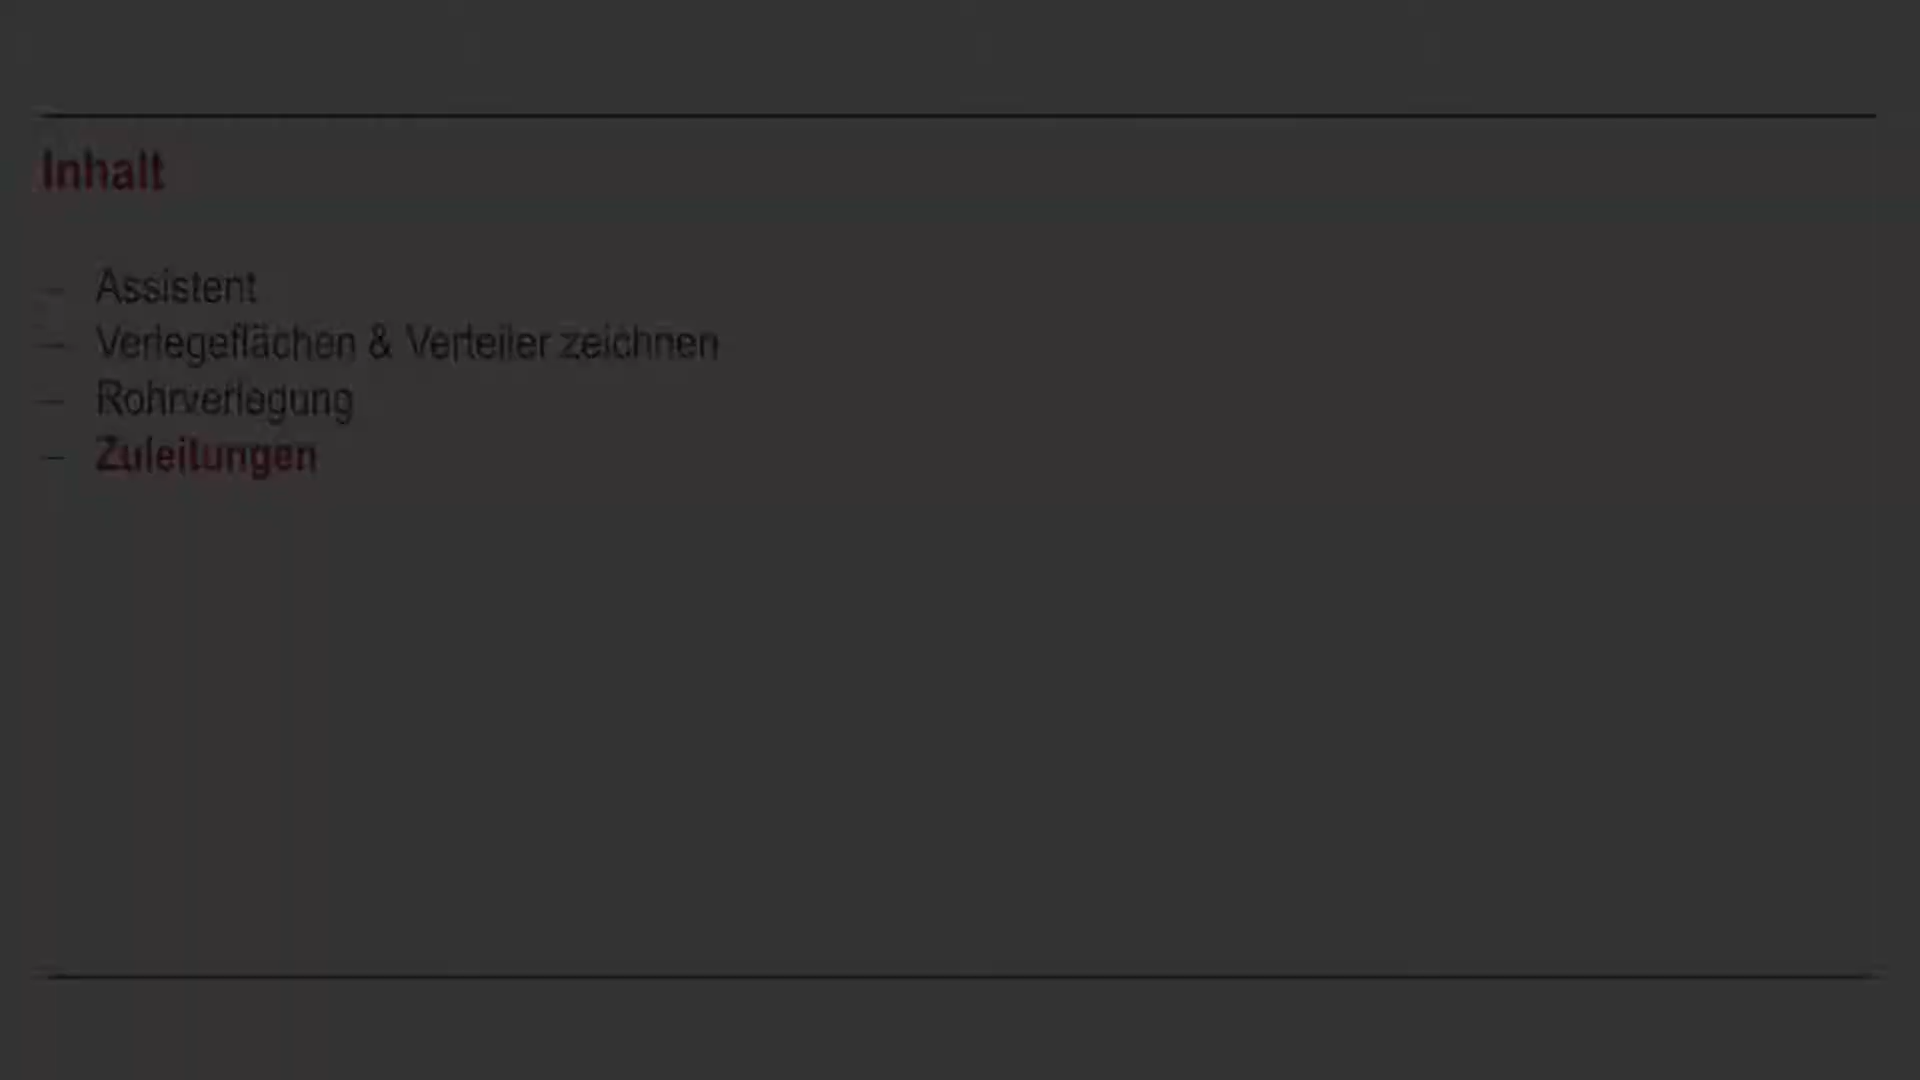 Inhalt
– Assistent
– Verlegeflächen & Verteiler zeichnen
– Rohrverlegung
– Zuleitungen